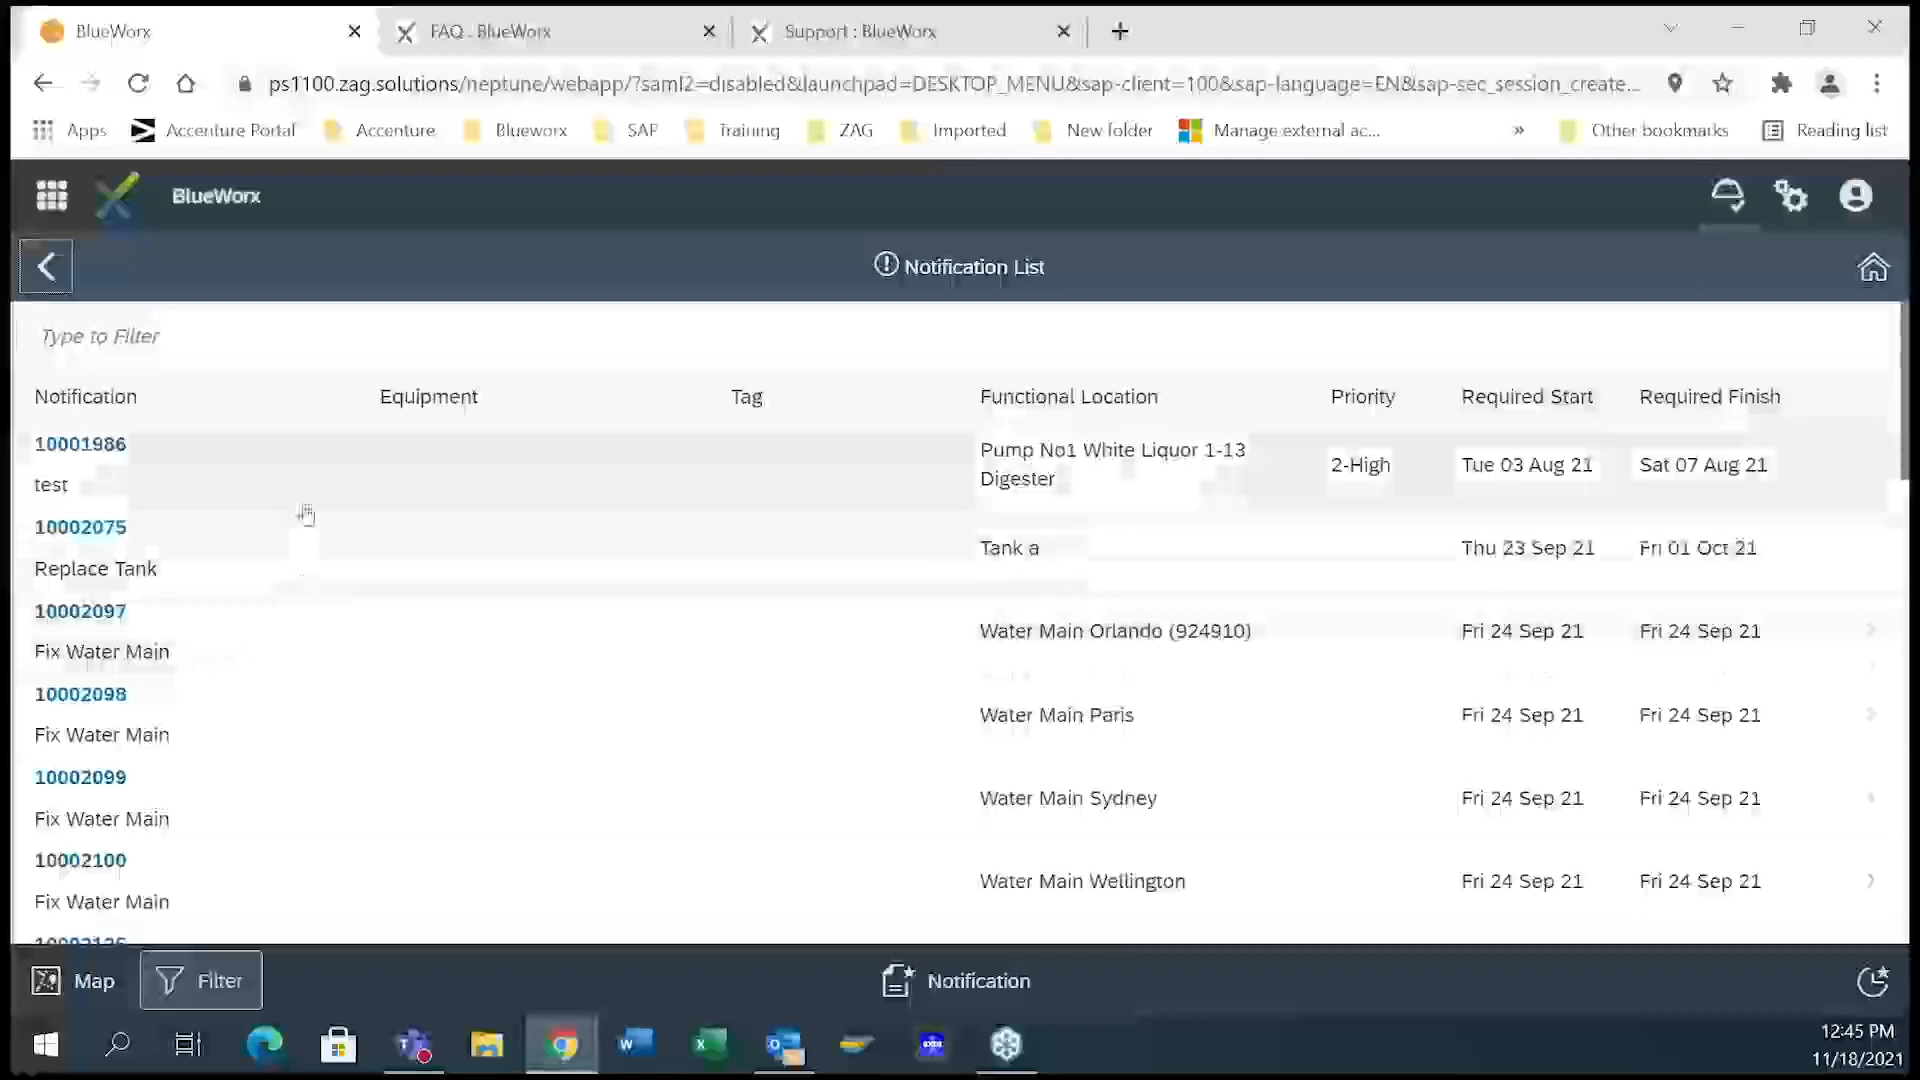 BlueWorx
FAQ : BlueWorx
Support : BlueWorx
ps1100.zag.solutions/neptune/webapp/?saml2=disabled&launchpad=DESKTOP_MENU&sap-client=100&sap-language=EN&sap-sec_session_create...
Apps
Accenture Portal
Accenture
Blueworx
SAP
Training
ZAG
Imported
New folder
Manage external ac...
»
Other bookmarks
Reading list
BlueWorx
Notification List
Type to Filter
Notification Equipment Tag Functional Location Priority Required Start Required Finish
10001986
test
Pump No1 White Liquor 1-13
Digester
2-High
Tue 03 Aug 21
Sat 07 Aug 21
10002075
Replace Tank
Tank a
Thu 23 Sep 21
Fri 01 Oct 21
10002097
Fix Water Main
Water Main Orlando (924910)
Fri 24 Sep 21
Fri 24 Sep 21
10002098
Fix Water Main
Water Main Paris
Fri 24 Sep 21
Fri 24 Sep 21
10002099
Fix Water Main
Water Main Sydney
Fri 24 Sep 21
Fri 24 Sep 21
10002100
Fix Water Main
Water Main Wellington
Fri 24 Sep 21
Fri 24 Sep 21
Map
Filter
Notification
12:45 PM
11/18/2021